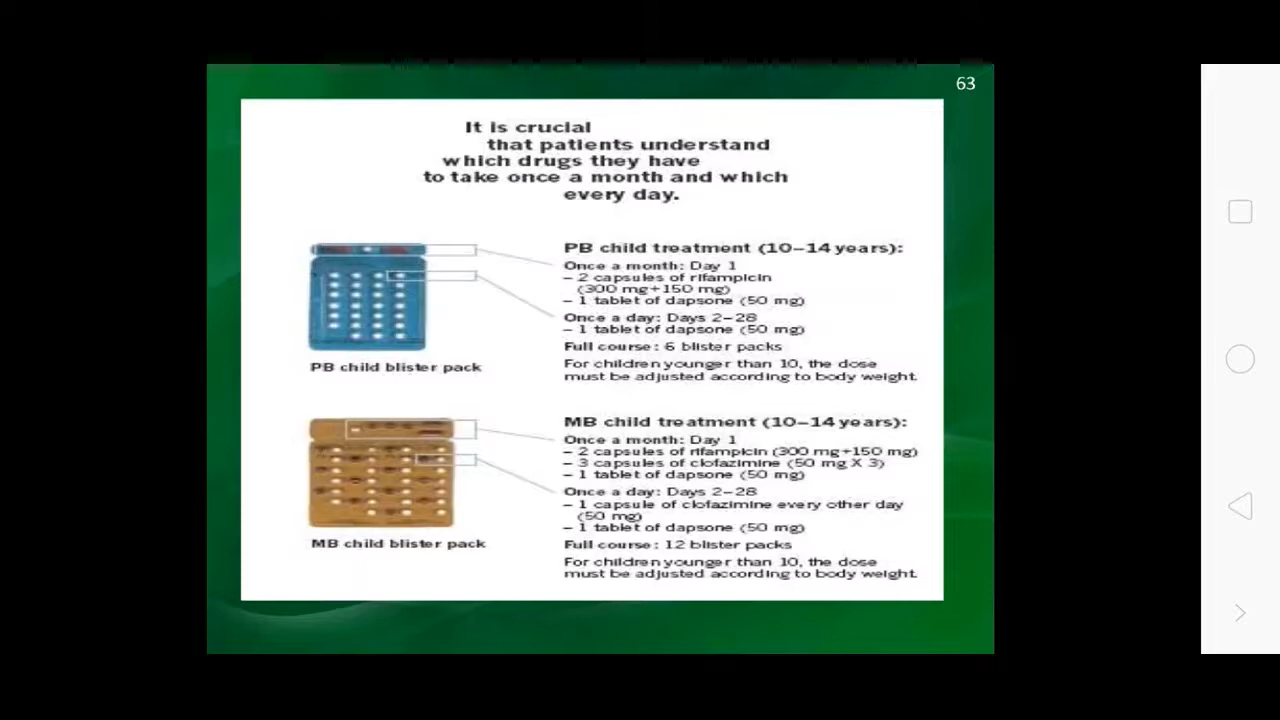 63
It is crucial
that patients understand
which drugs they have
to take once a month and which
every day.
PB child treatment (10–14 years):
Once a month: Day 1
– 2 capsules of rifampicin
(300 mg+150 mg)
– 1 tablet of dapsone (50 mg)
Once a day: Days 2–28
– 1 tablet of dapsone (50 mg)
Full course: 6 blister packs
For children younger than 10, the dose
must be adjusted according to body weight.
PB child blister pack
MB child treatment (10–14 years):
Once a month: Day 1
– 2 capsules of rifampicin (300 mg+150 mg)
– 3 capsules of clofazimine (50 mg X 3)
– 1 tablet of dapsone (50 mg)
Once a day: Days 2–28
– 1 capsule of clofazimine every other day
(50 mg)
– 1 tablet of dapsone (50 mg)
Full course: 12 blister packs
For children younger than 10, the dose
must be adjusted according to body weight.
MB child blister pack